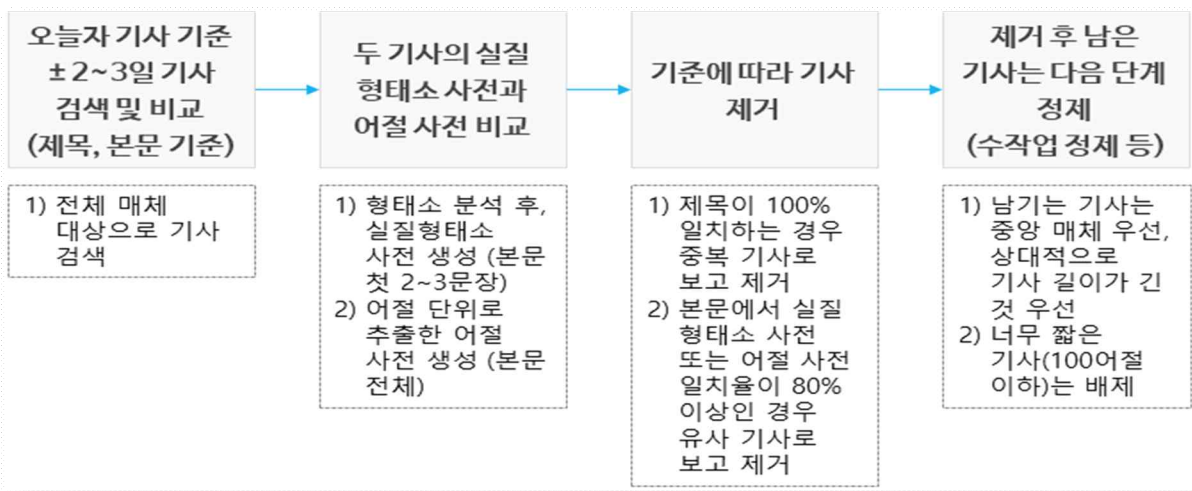 오늘자 기사 기준
± 2~3일 기사
검색 및 비교
(제목, 본문 기준)
1) 전체 매체
대상으로 기사
검색
두 기사의 실질
형태소 사전과
어절 사전 비교
1) 형태소 분석 후,
실질형태소
사전 생성 (본문
첫 2~3문장)
2) 어절 단위로
추출한 어절
사전 생성 (본문
전체)
기준에 따라 기사
제거
1) 제목이 100%
일치하는 경우
중복 기사로
보고 제거
2) 본문에서 실질
형태소 사전
또는 어절 사전
일치율이 80%
이상인 경우
유사 기사로
보고 제거
제거 후 남은
기사는 다음 단계
정제
(수작업 정제 등)
1) 남기는 기사는
중앙 매체 우선,
상대적으로
기사 길이가 긴
것 우선
2) 너무 짧은
기사(100어절
이하)는 배제